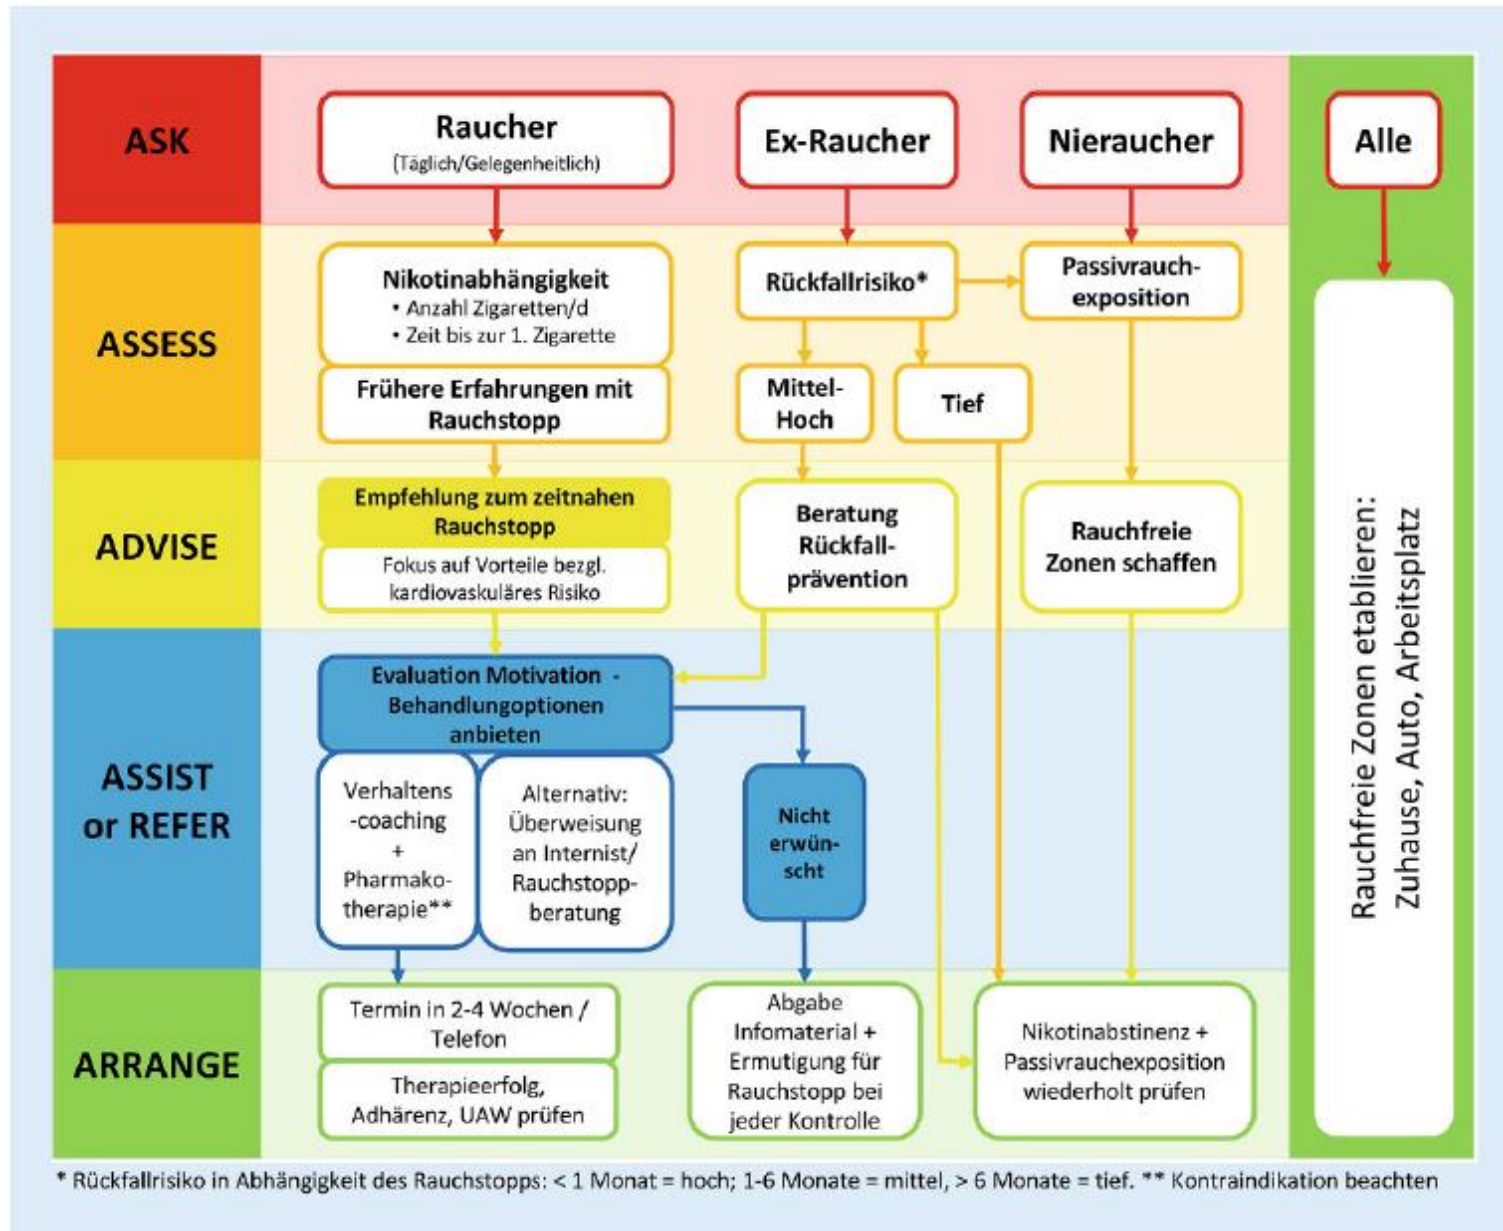 ASK
Raucher
(Täglich/Gelegenheitlich)
Ex-Raucher
Nieraucher
Alle
ASSESS
Nikotinabhängigkeit
• Anzahl Zigaretten/d
• Zeit bis zur 1. Zigarette
Frühere Erfahrungen mit
Rauchstopp
Rückfallrisiko*
Mittel-
Hoch
Tief
Passivrauch-
exposition
ADVISE
Empfehlung zum zeitnahen
Rauchstopp
Fokus auf Vorteile bezgl.
kardiovaskuläres Risiko
Beratung
Rückfall-
prävention
Rauchfreie
Zonen schaffen
ASSIST
or REFER
Evaluation Motivation -
Behandlungoptionen
anbieten
Verhaltens
-coaching
+
Pharmako-
therapie**
Alternativ:
Überweisung
an Internist/
Rauchstopp-
beratung
Nicht
erwün-
scht
ARRANGE
Termin in 2-4 Wochen /
Telefon
Therapieerfolg,
Adhärenz, UAW prüfen
Abgabe
Infomaterial +
Ermutigung für
Rauchstopp bei
jeder Kontrolle
Nikotinabstinenz +
Passivrauchexposition
wiederholt prüfen
Rauchfreie Zonen etablieren:
Zuhause, Auto, Arbeitsplatz
* Rückfallrisiko in Abhängigkeit des Rauchstopps: < 1 Monat = hoch; 1-6 Monate = mittel, > 6 Monate = tief. ** Kontraindikation beachten